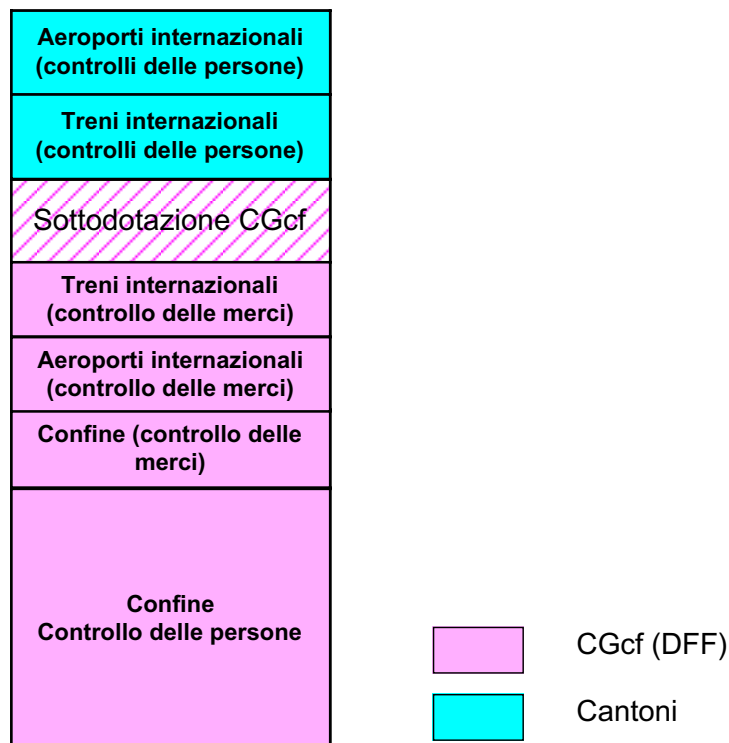 Aeroporti internazionali
(controlli delle persone)
Treni internazionali
(controlli delle persone)
Sottodotazione CGcf
Treni internazionali
(controllo delle merci)
Aeroporti internazionali
(controllo delle merci)
Confine (controllo delle
merci)
Confine
Controllo delle persone
CGcf (DFF)
Cantoni